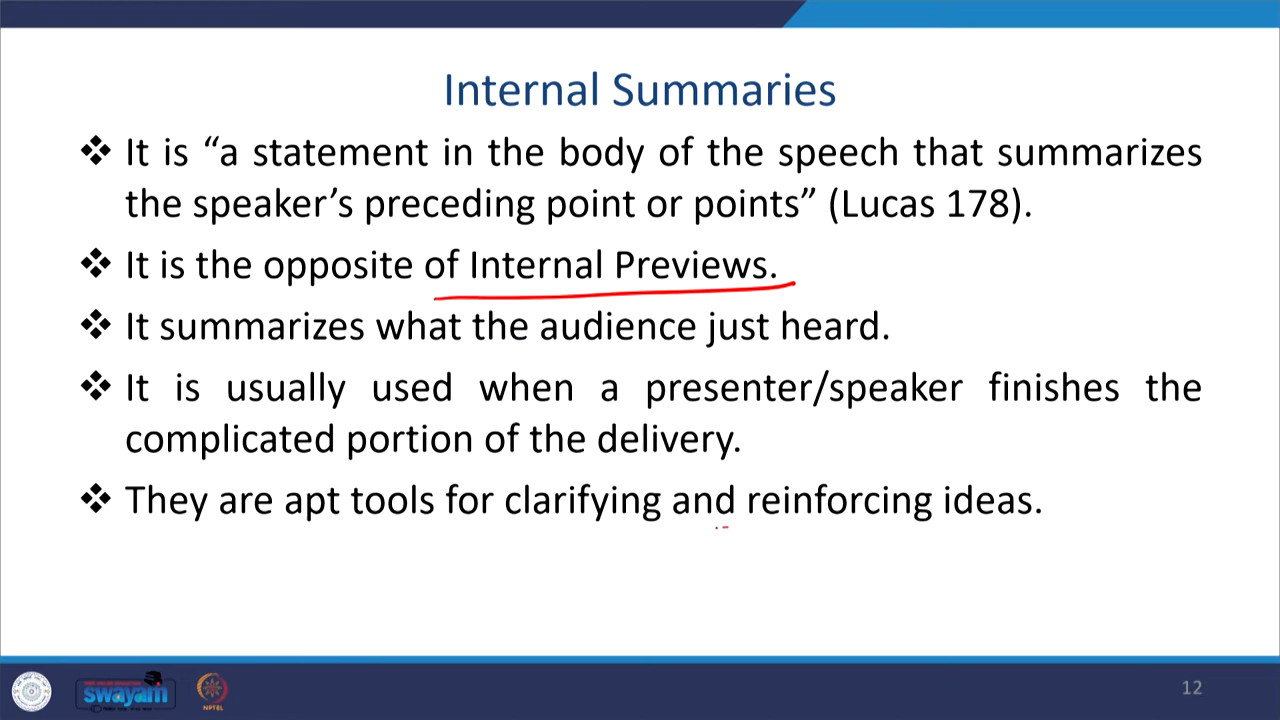 Internal Summaries
❖ It is “a statement in the body of the speech that summarizes
the speaker’s preceding point or points” (Lucas 178).
❖ It is the opposite of Internal Previews.
❖ It summarizes what the audience just heard.
❖ It is usually used when a presenter/speaker finishes the
complicated portion of the delivery.
❖ They are apt tools for clarifying and reinforcing ideas.
swayam
NPTEL
12